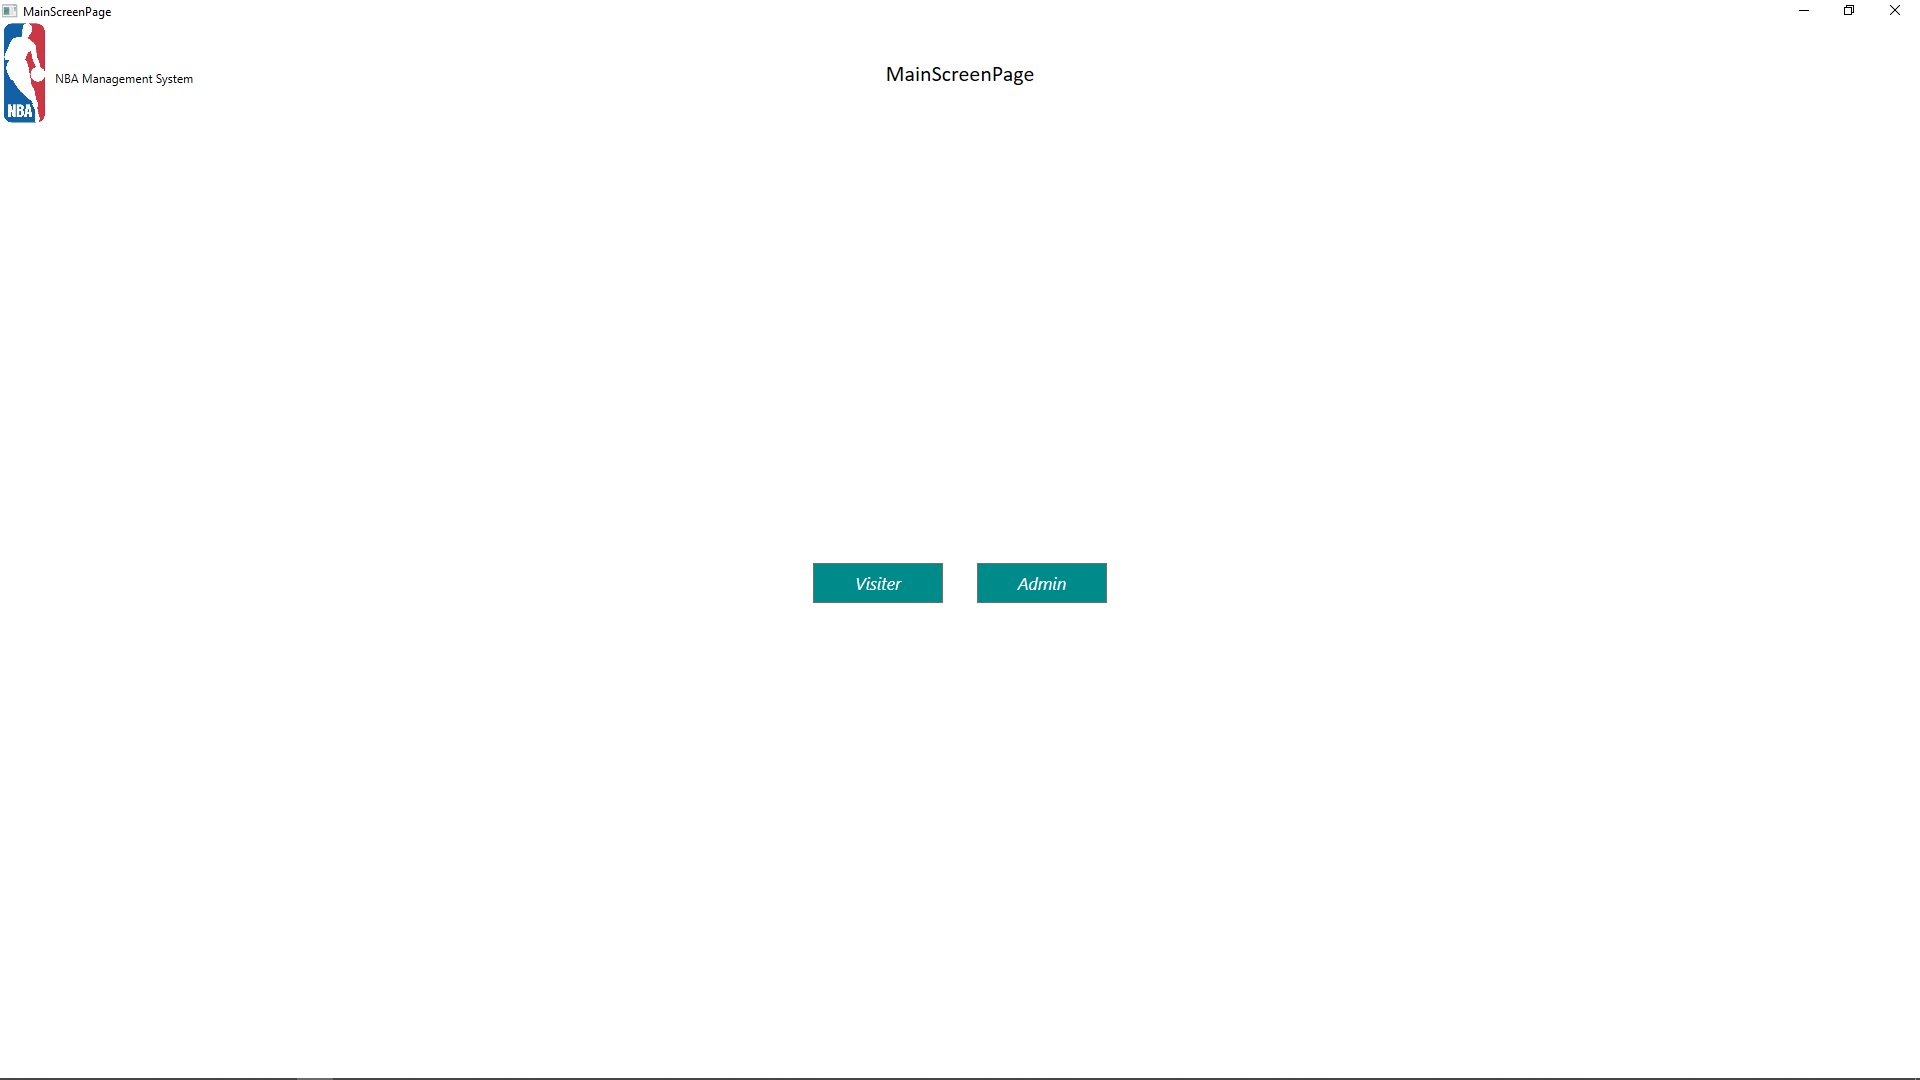 MainScreenPage
NBA Management System
MainScreenPage
NBA
Visiter
Admin